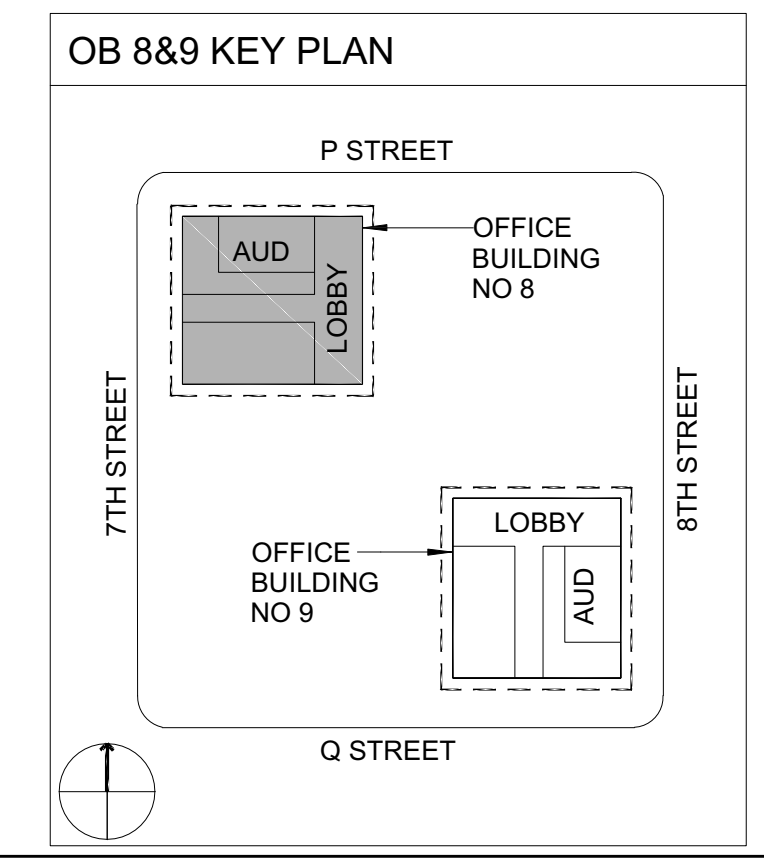 OB 8&9 KEY PLAN
P STREET
AUD
LOBBY
OFFICE
BUILDING
NO 8
7TH STREET
8TH STREET
OFFICE
BUILDING
NO 9
LOBBY
AUD
Q STREET